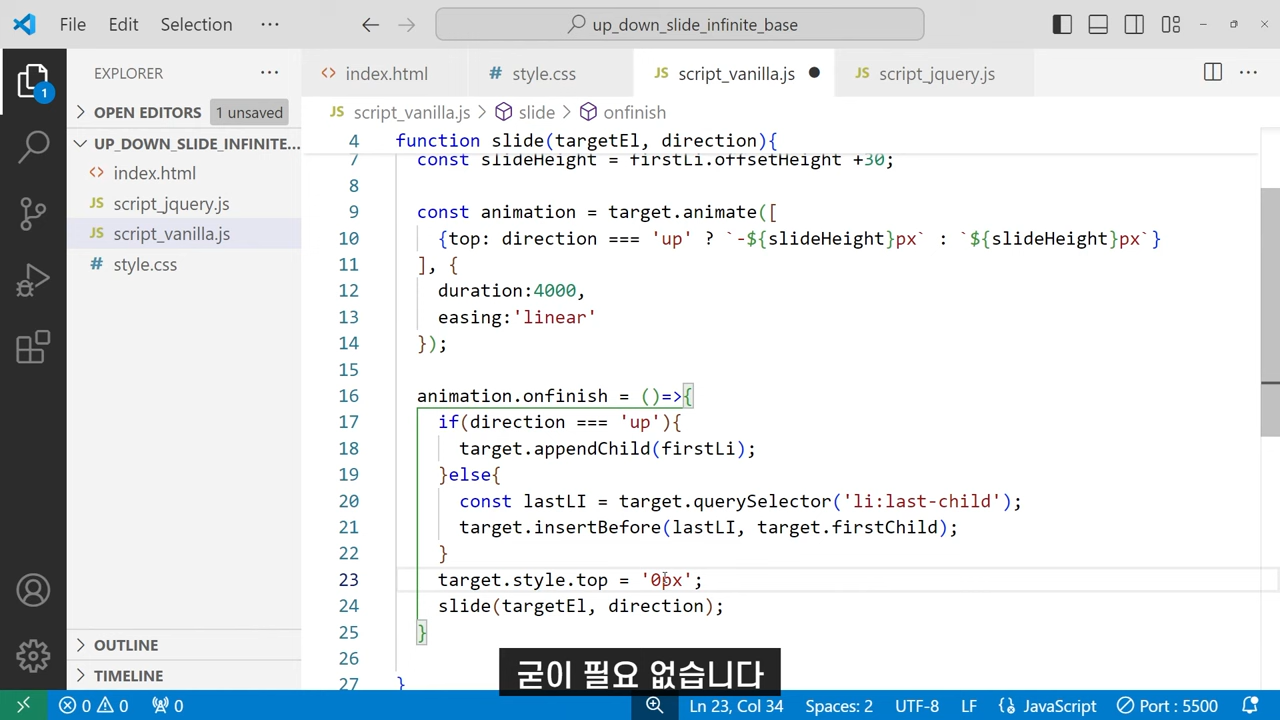 File Edit Selection ··· up_down_slide_infinite_base
EXPLORER ···
index.html style.css script_vanilla.js script_jquery.js ···
OPEN EDITORS 1 unsaved
script_vanilla.js slide onfinish
UP_DOWN_SLIDE_INFINITE...
index.html
script_jquery.js
script_vanilla.js
style.css
1
4 function slide(targetEl, direction){
7 const slideHeight = firstLi.offsetHeight +30;
8
9 const animation = target.animate([
10 {top: direction === 'up' ? `-${slideHeight}px` : `${slideHeight}px`}
11 ], {
12 duration:4000,
13 easing:'linear'
14 });
15
16 animation.onfinish = ()=>{
17 if(direction === 'up'){
18 target.appendChild(firstLi);
19 }else{
20 const lastLI = target.querySelector('li:last-child');
21 target.insertBefore(lastLI, target.firstChild);
22 }
23 target.style.top = '0px';
24 slide(targetEl, direction);
25 }
26
27 }
OUTLINE
TIMELINE
굳이 필요 없습니다
0 0 0 Ln 23, Col 34 Spaces: 2 UTF-8 LF JavaScript Port : 5500